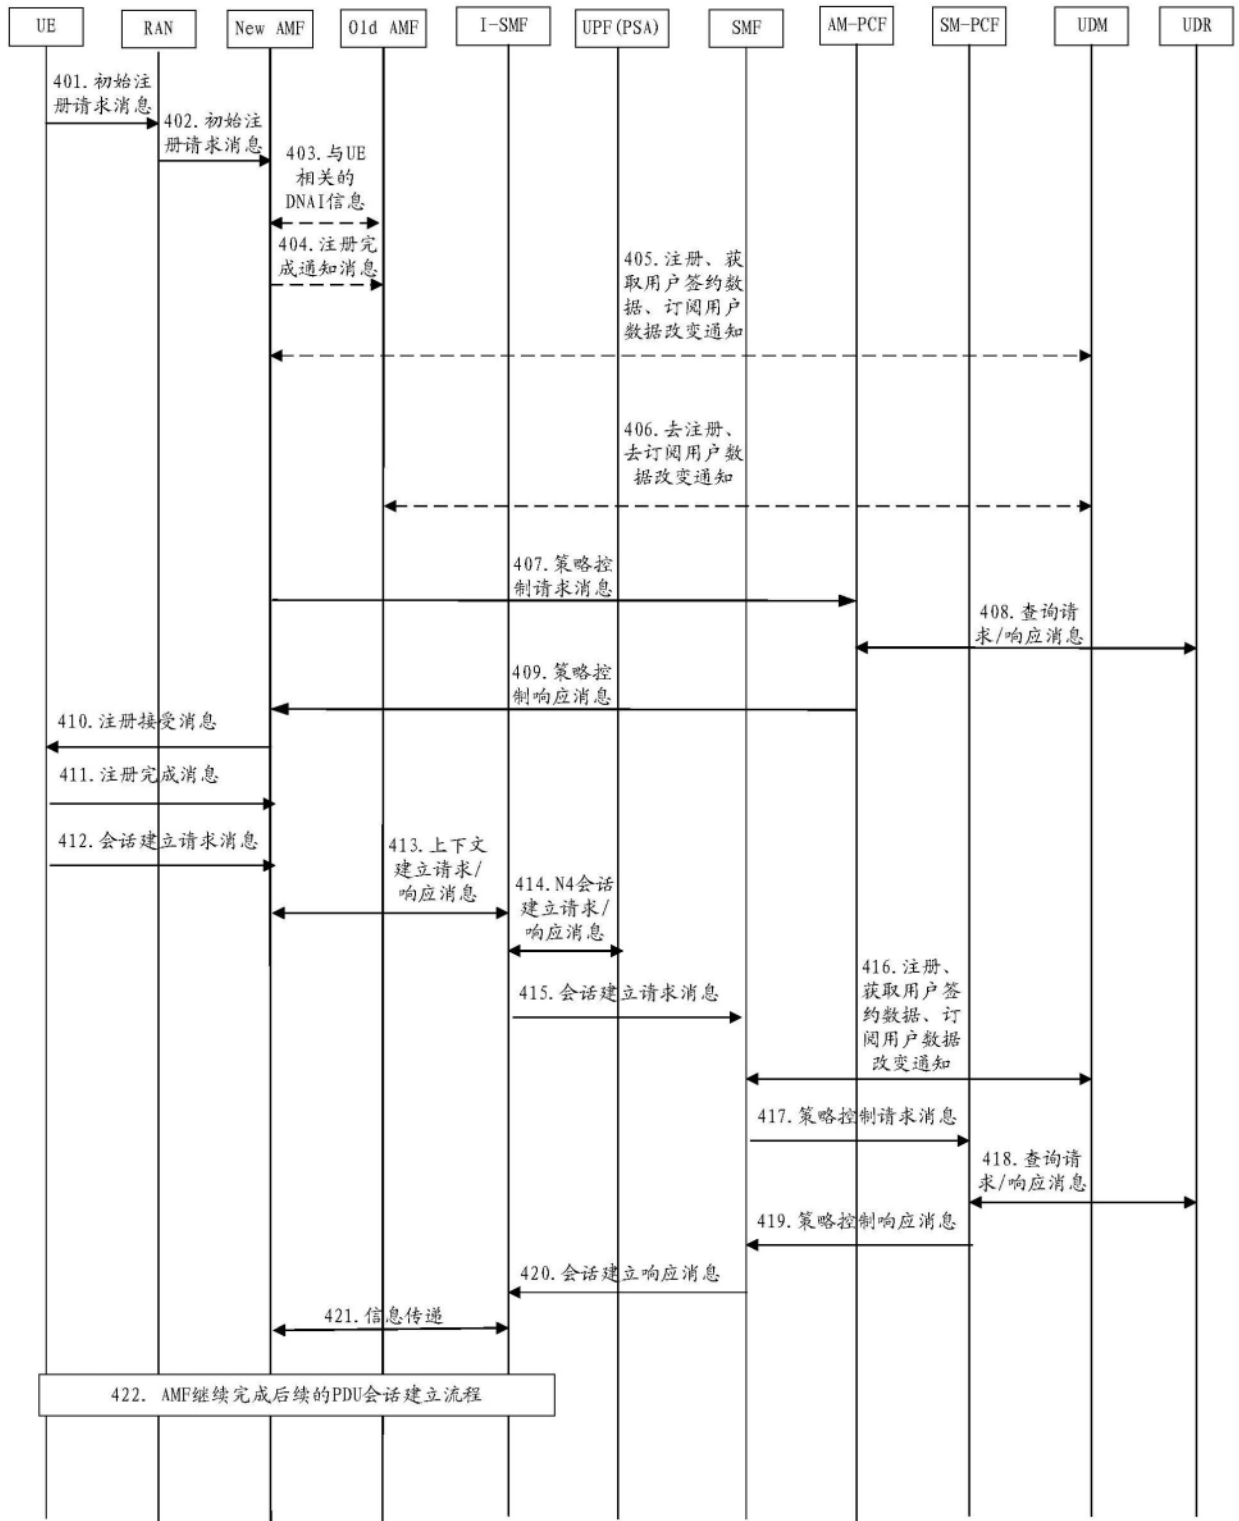 UE
RAN
New AMF
Old AMF
I-SMF
UPF(PSA)
SMF
AM-PCF
SM-PCF
UDM
UDR
401.初始注
册请求消息
402.初始注
册请求消息
403.与UE
相关的
DNAI信息
404.注册完
成通知消息
405.注册、获
取用户签约数
据、订阅用户
数据改变通知
406.去注册、
去订阅用户数
据改变通知
407.策略控
制请求消息
408.查询请
求/响应消息
409.策略控
制响应消息
410.注册接受消息
411.注册完成消息
412.会话建立请求消息
413.上下文
建立请求/
响应消息
414.N4会话
建立请求/
响应消息
415.会话建立请求消息
416.注册、
获取用户签
约数据、订
阅用户数据
改变通知
417.策略控制请求消息
418.查询请
求/响应消息
419.策略控制响应消息
420.会话建立响应消息
421.信息传递
422. AMF继续完成后续的PDU会话建立流程